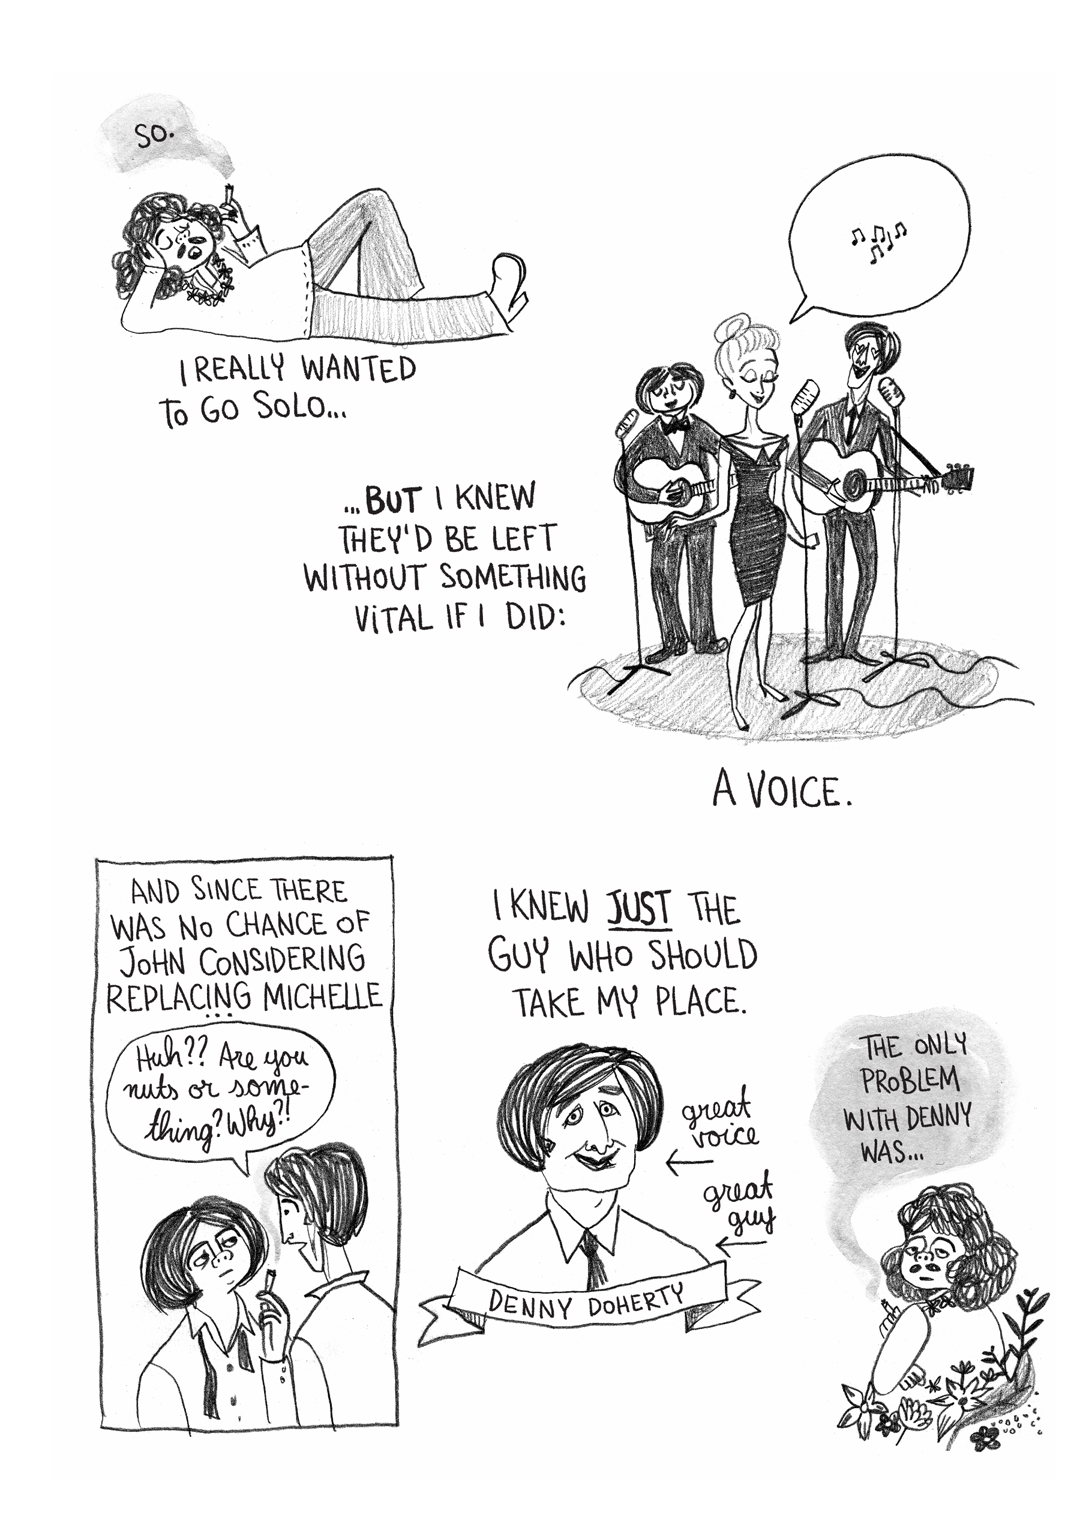 SO.
I REALLY WANTED
TO GO SOLO...
...BUT I KNEW
THEY'D BE LEFT
WITHOUT SOMETHING
VITAL IF I DID:
A VOICE.
AND SINCE THERE
WAS NO CHANCE OF
JOHN CONSIDERING
REPLACING MICHELLE
...
Huh?? Are you
nuts or some-
thing? Why?!
I KNEW JUST THE
GUY WHO SHOULD
TAKE MY PLACE.
great
voice
great
guy
DENNY DOHERTY
THE ONLY
PROBLEM
WITH DENNY
WAS...